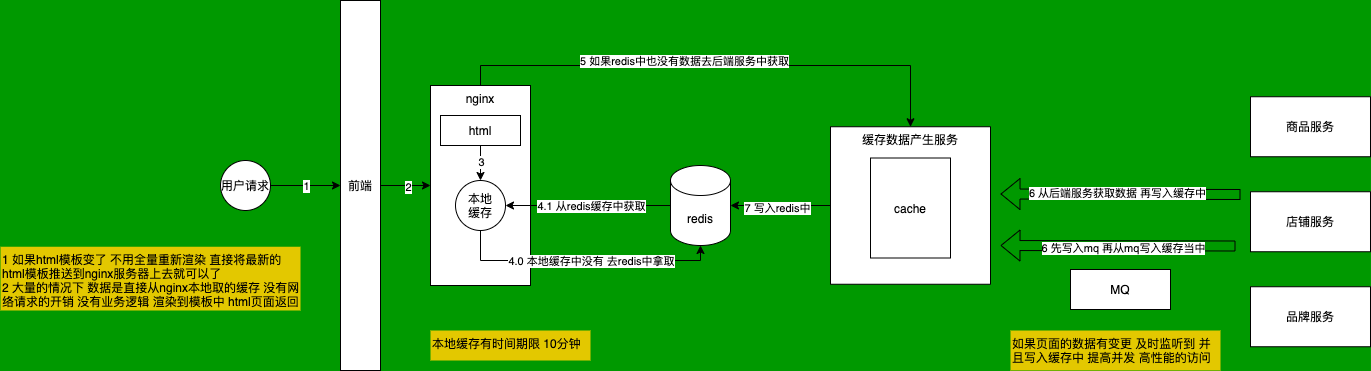 5 如果redis中也没有数据去后端服务中获取
nginx
html
3
用户请求
1
前端
2
本地
缓存
4.1 从redis缓存中获取
4.0 本地缓存中没有 去redis中拿取
redis
7 写入redis中
缓存数据产生服务
cache
6 从后端服务获取数据 再写入缓存中
6 先写入mq 再从mq写入缓存当中
MQ
商品服务
店铺服务
品牌服务
1 如果html模板变了 不用全量重新渲染 直接将最新的
html模板推送到nginx服务器上去就可以了
2 大量的情况下 数据是直接从nginx本地取的缓存 没有网
络请求的开销 没有业务逻辑 渲染到模板中 html页面返回
本地缓存有时间期限 10分钟
如果页面的数据有变更 及时监听到 并
且写入缓存中 提高并发 高性能的访问